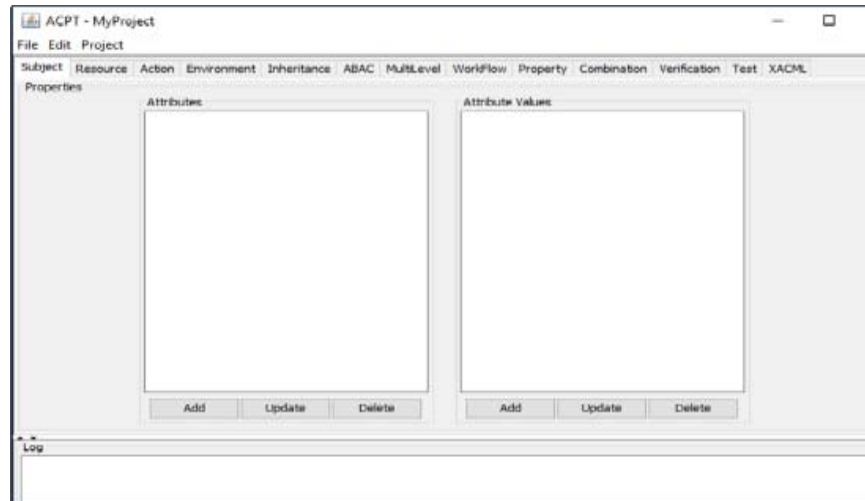 ACPT - MyProject
File Edit Project
Subject Resource Action Environment Inheritance ABAC MultiLevel WorkFlow Property Combination Verification Test XACML
Properties
Attributes Attribute Values
Add Update Delete Add Update Delete
Log